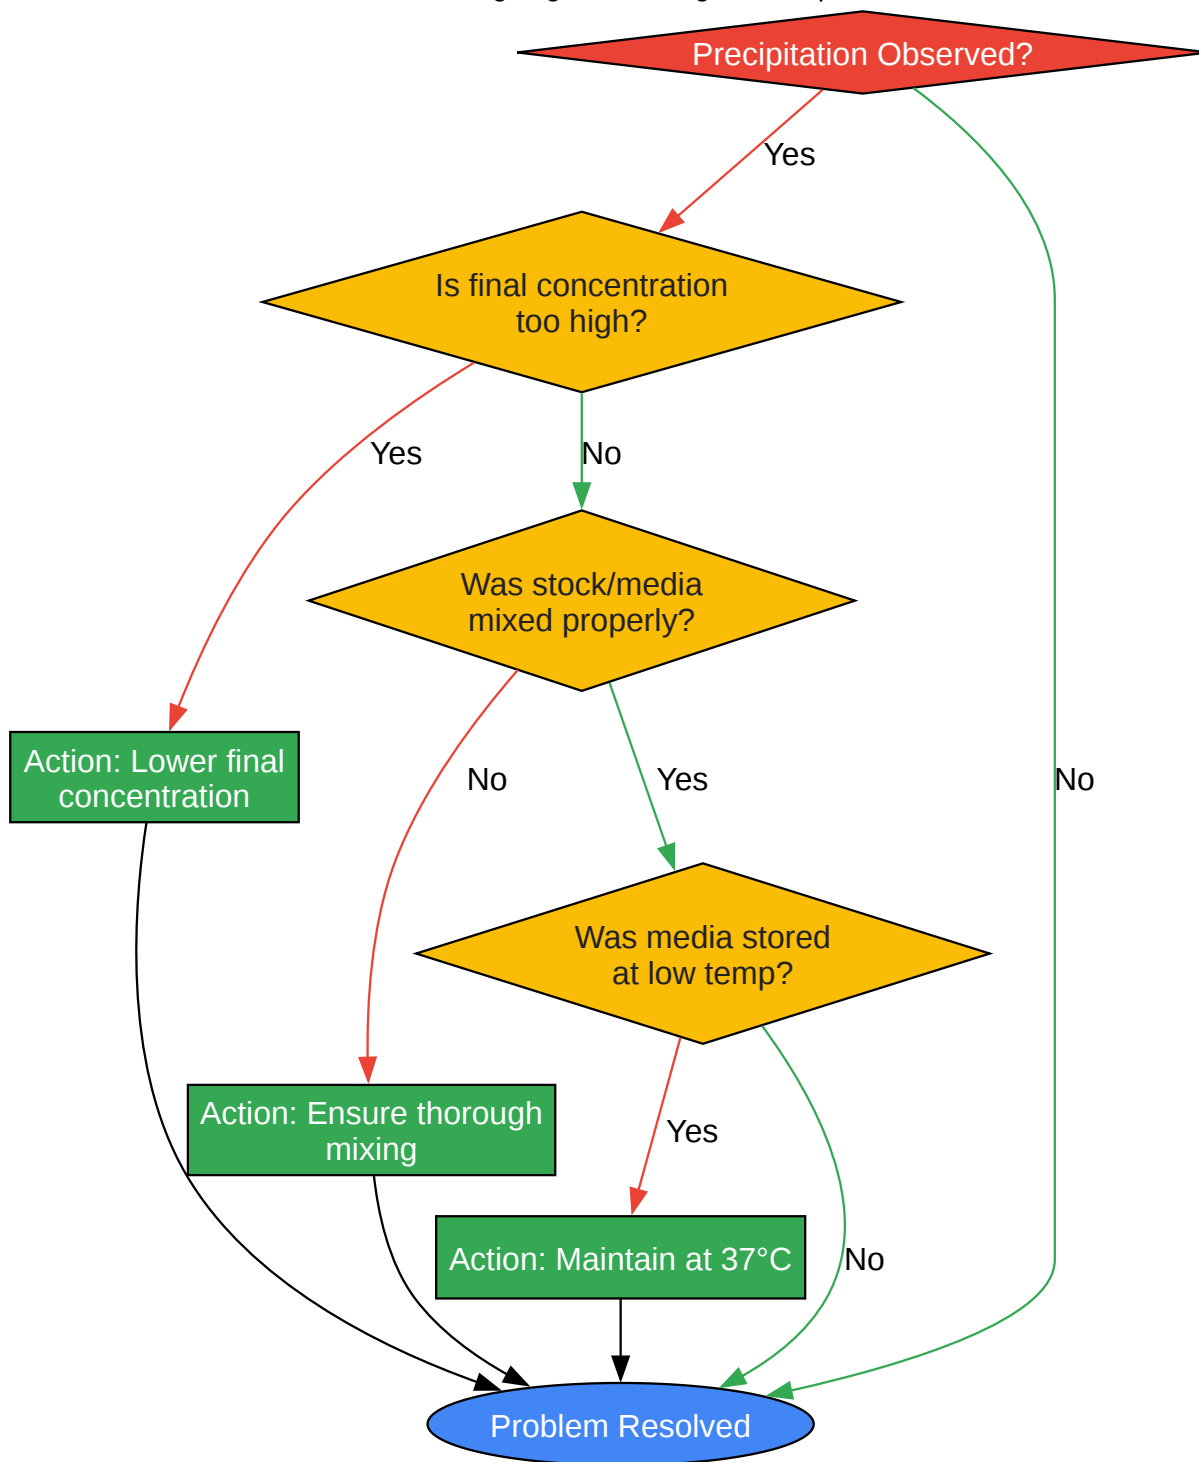 Precipitation Observed?
Yes
Is final concentration
too high?
Yes
No
Was stock/media
mixed properly?
Action: Lower final
concentration
No
Yes
No
Was media stored
at low temp?
Action: Ensure thorough
mixing
Yes
Action: Maintain at 37°C
No
Problem Resolved